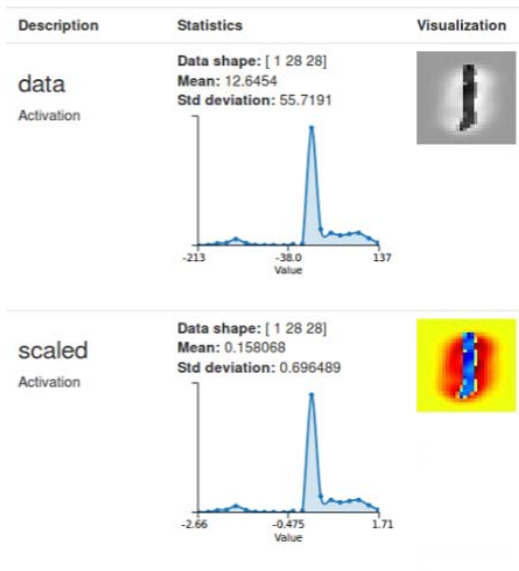 Description Statistics Visualization
data
Activation
Data shape: [ 1 28 28]
Mean: 12.6454
Std deviation: 55.7191
-213 -38.0 137
Value
scaled
Activation
Data shape: [ 1 28 28]
Mean: 0.158068
Std deviation: 0.696489
-2.66 -0.475 1.71
Value